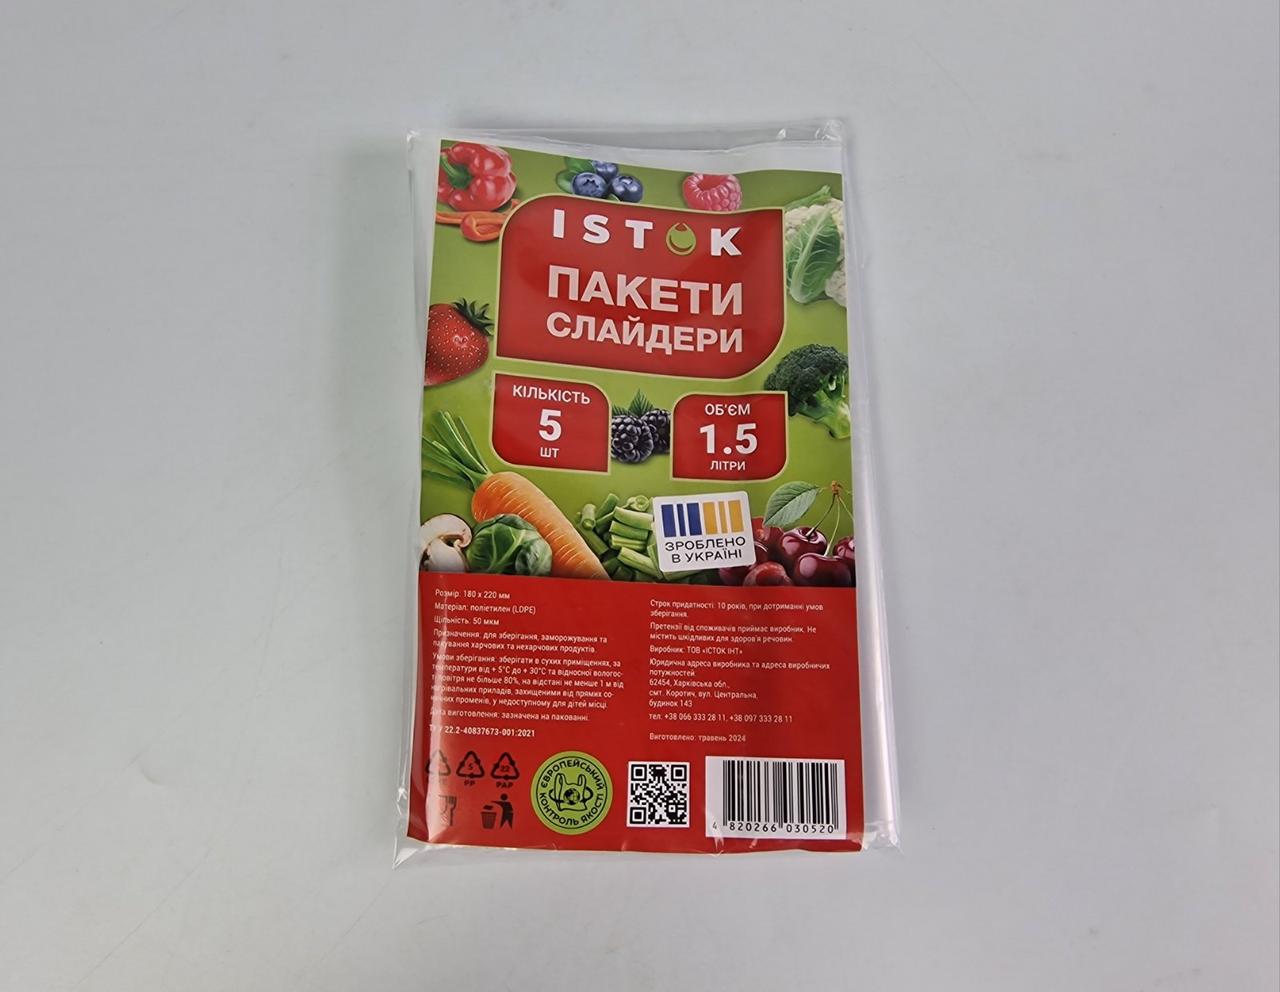 ISTOK
ПАКЕТИ
СЛАЙДЕРИ
КІЛЬКІСТЬ
5
ШТ
ОБ'ЄМ
1.5
ЛІТРИ
ЗРОБЛЕНО
В УКРАЇНІ
Розмір: 180 x 220 мм
Матеріал: поліетилен (LDPE)
Щільність: 50 мкм
Призначення: для зберігання, заморожування та
пакування харчових та нехарчових продуктів.
Умови зберігання: зберігати в сухих приміщеннях, за
температури від + 5°С до + 30°С та відносної вологос-
ті повітря не більше 80%, на відстані не менше 1 м від
нагрівальних приладів, захищеними від прямих со-
нячних променів, у недоступному для дітей місці.
Дата виготовлення: зазначена на пакованні.
ТУ У 22.2-40837673-001:2021
Строк придатності: 10 років, при дотриманні умов
зберігання.
Претензії від споживачів приймає виробник. Не
містить шкідливих для здоров'я речовин.
Виробник: ТОВ «ІСТОК ІНТ»
Юридична адреса виробника та адреса виробничих
потужностей:
62454, Харківська обл.,
смт. Коротич, вул. Центральна,
будинок 143
тел. +38 066 333 28 11, +38 097 333 28 11
Виготовлено: травень 2024
5
PP
22
PAP
ЄВРОПЕЙСЬКИЙ
КОНТРОЛЬ ЯКОСТІ
4 820266 030520